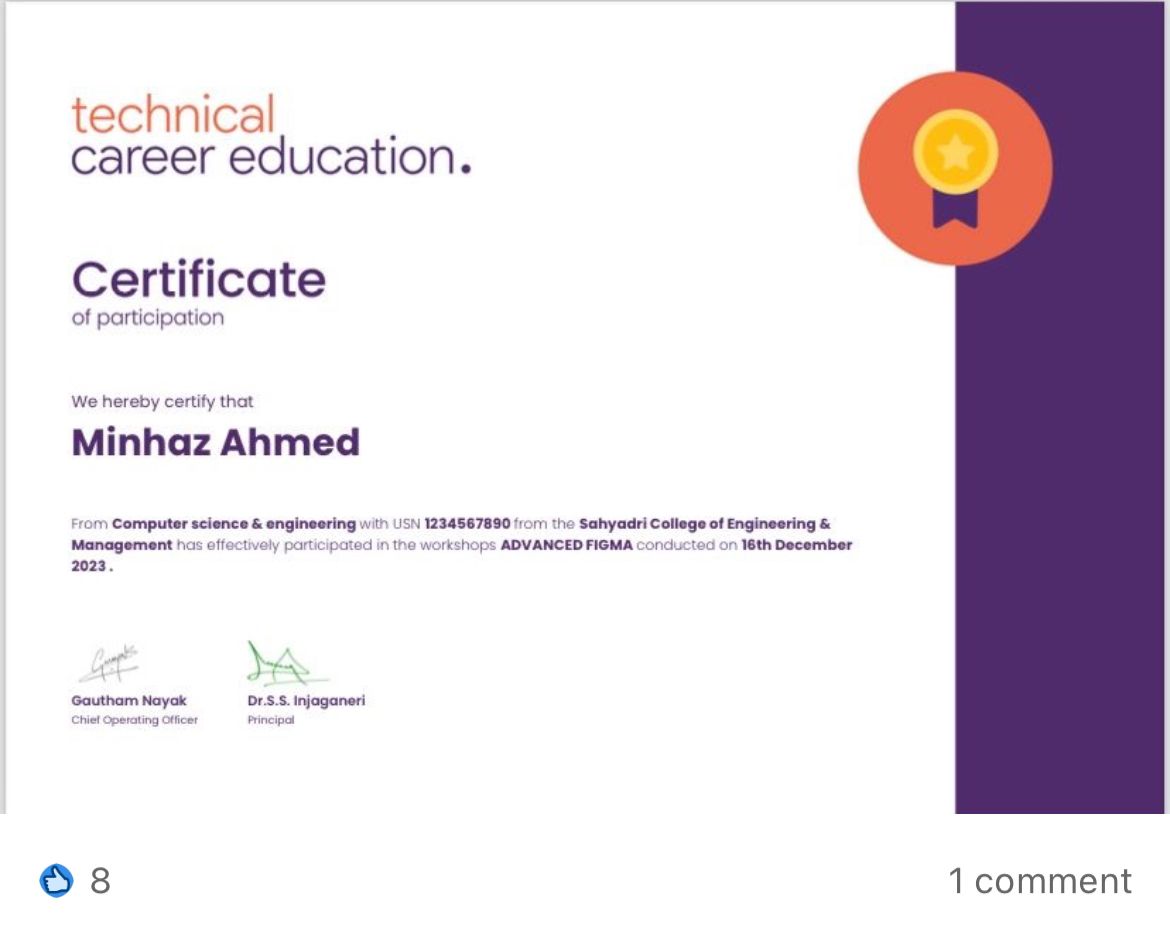 technical
career education.
Certificate
of participation
We hereby certify that
Minhaz Ahmed
From Computer science & engineering with USN 1234567890 from the Sahyadri College of Engineering &
Management has effectively participated in the workshops ADVANCED FIGMA conducted on 16th December
2023 .
Gautham Nayak
Chief Operating Officer
Dr.S.S. Injaganeri
Principal
8
1 comment